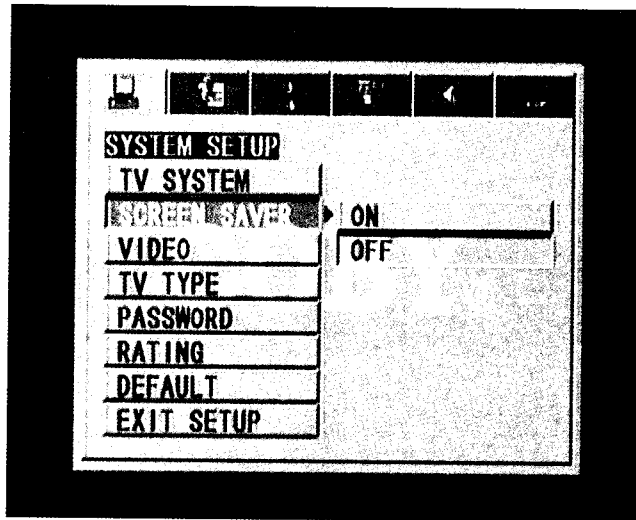 SYSTEM SETUP
TV SYSTEM
SCREEN SAVER
ON
OFF
VIDEO
TV TYPE
PASSWORD
RATING
DEFAULT
EXIT SETUP